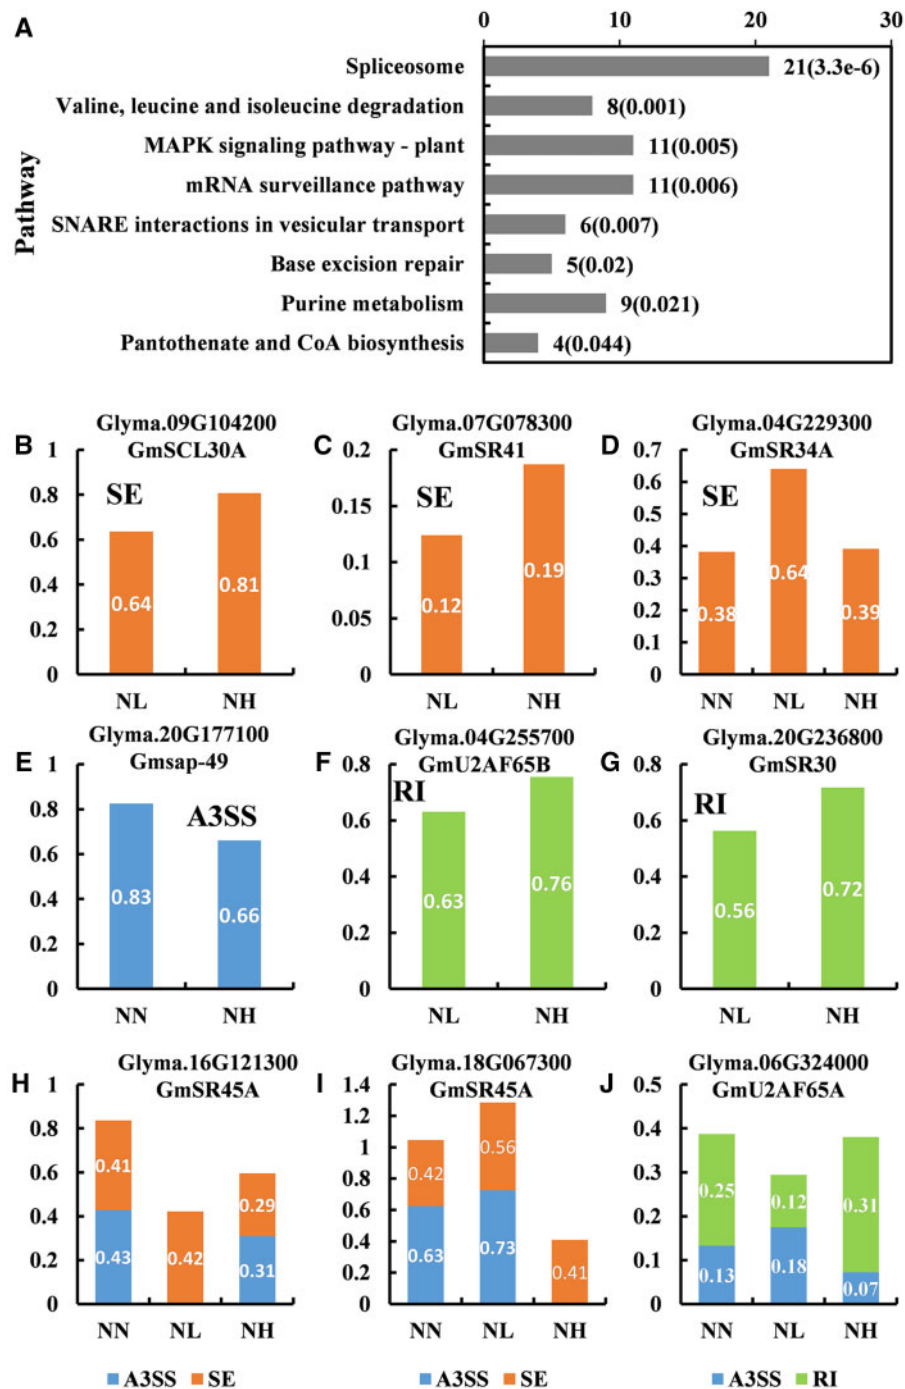 A
0 10 20 30
Pathway
Spliceosome 21(3.3e-6)
Valine, leucine and isoleucine degradation 8(0.001)
MAPK signaling pathway - plant 11(0.005)
mRNA surveillance pathway 11(0.006)
SNARE interactions in vesicular transport 6(0.007)
Base excision repair 5(0.02)
Purine metabolism 9(0.021)
Pantothenate and CoA biosynthesis 4(0.044)
B
Glyma.09G104200
GmSCL30A
SE
1
0.8
0.6
0.4
0.2
0
0.64
0.81
NL NH
C
Glyma.07G078300
GmSR41
SE
0.2
0.15
0.1
0.05
0
0.12
0.19
NL NH
D
Glyma.04G229300
GmSR34A
SE
0.7
0.6
0.5
0.4
0.3
0.2
0.1
0
0.38
0.64
0.39
NN NL NH
E
Glyma.20G177100
Gmsap-49
A3SS
1
0.8
0.6
0.4
0.2
0
0.83
0.66
NN NH
F
Glyma.04G255700
GmU2AF65B
RI
0.8
0.6
0.4
0.2
0
0.63
0.76
NL NH
G
Glyma.20G236800
GmSR30
RI
0.8
0.6
0.4
0.2
0
0.56
0.72
NL NH
H
Glyma.16G121300
GmSR45A
1
0.8
0.6
0.4
0.2
0
0.41
0.43
0.42
0.29
0.31
NN NL NH
A3SS SE
I
Glyma.18G067300
GmSR45A
1.4
1.2
1
0.8
0.6
0.4
0.2
0
0.42
0.63
0.56
0.73
0.41
NN NL NH
A3SS SE
J
Glyma.06G324000
GmU2AF65A
0.5
0.4
0.3
0.2
0.1
0
0.25
0.13
0.12
0.18
0.31
0.07
NN NL NH
A3SS RI